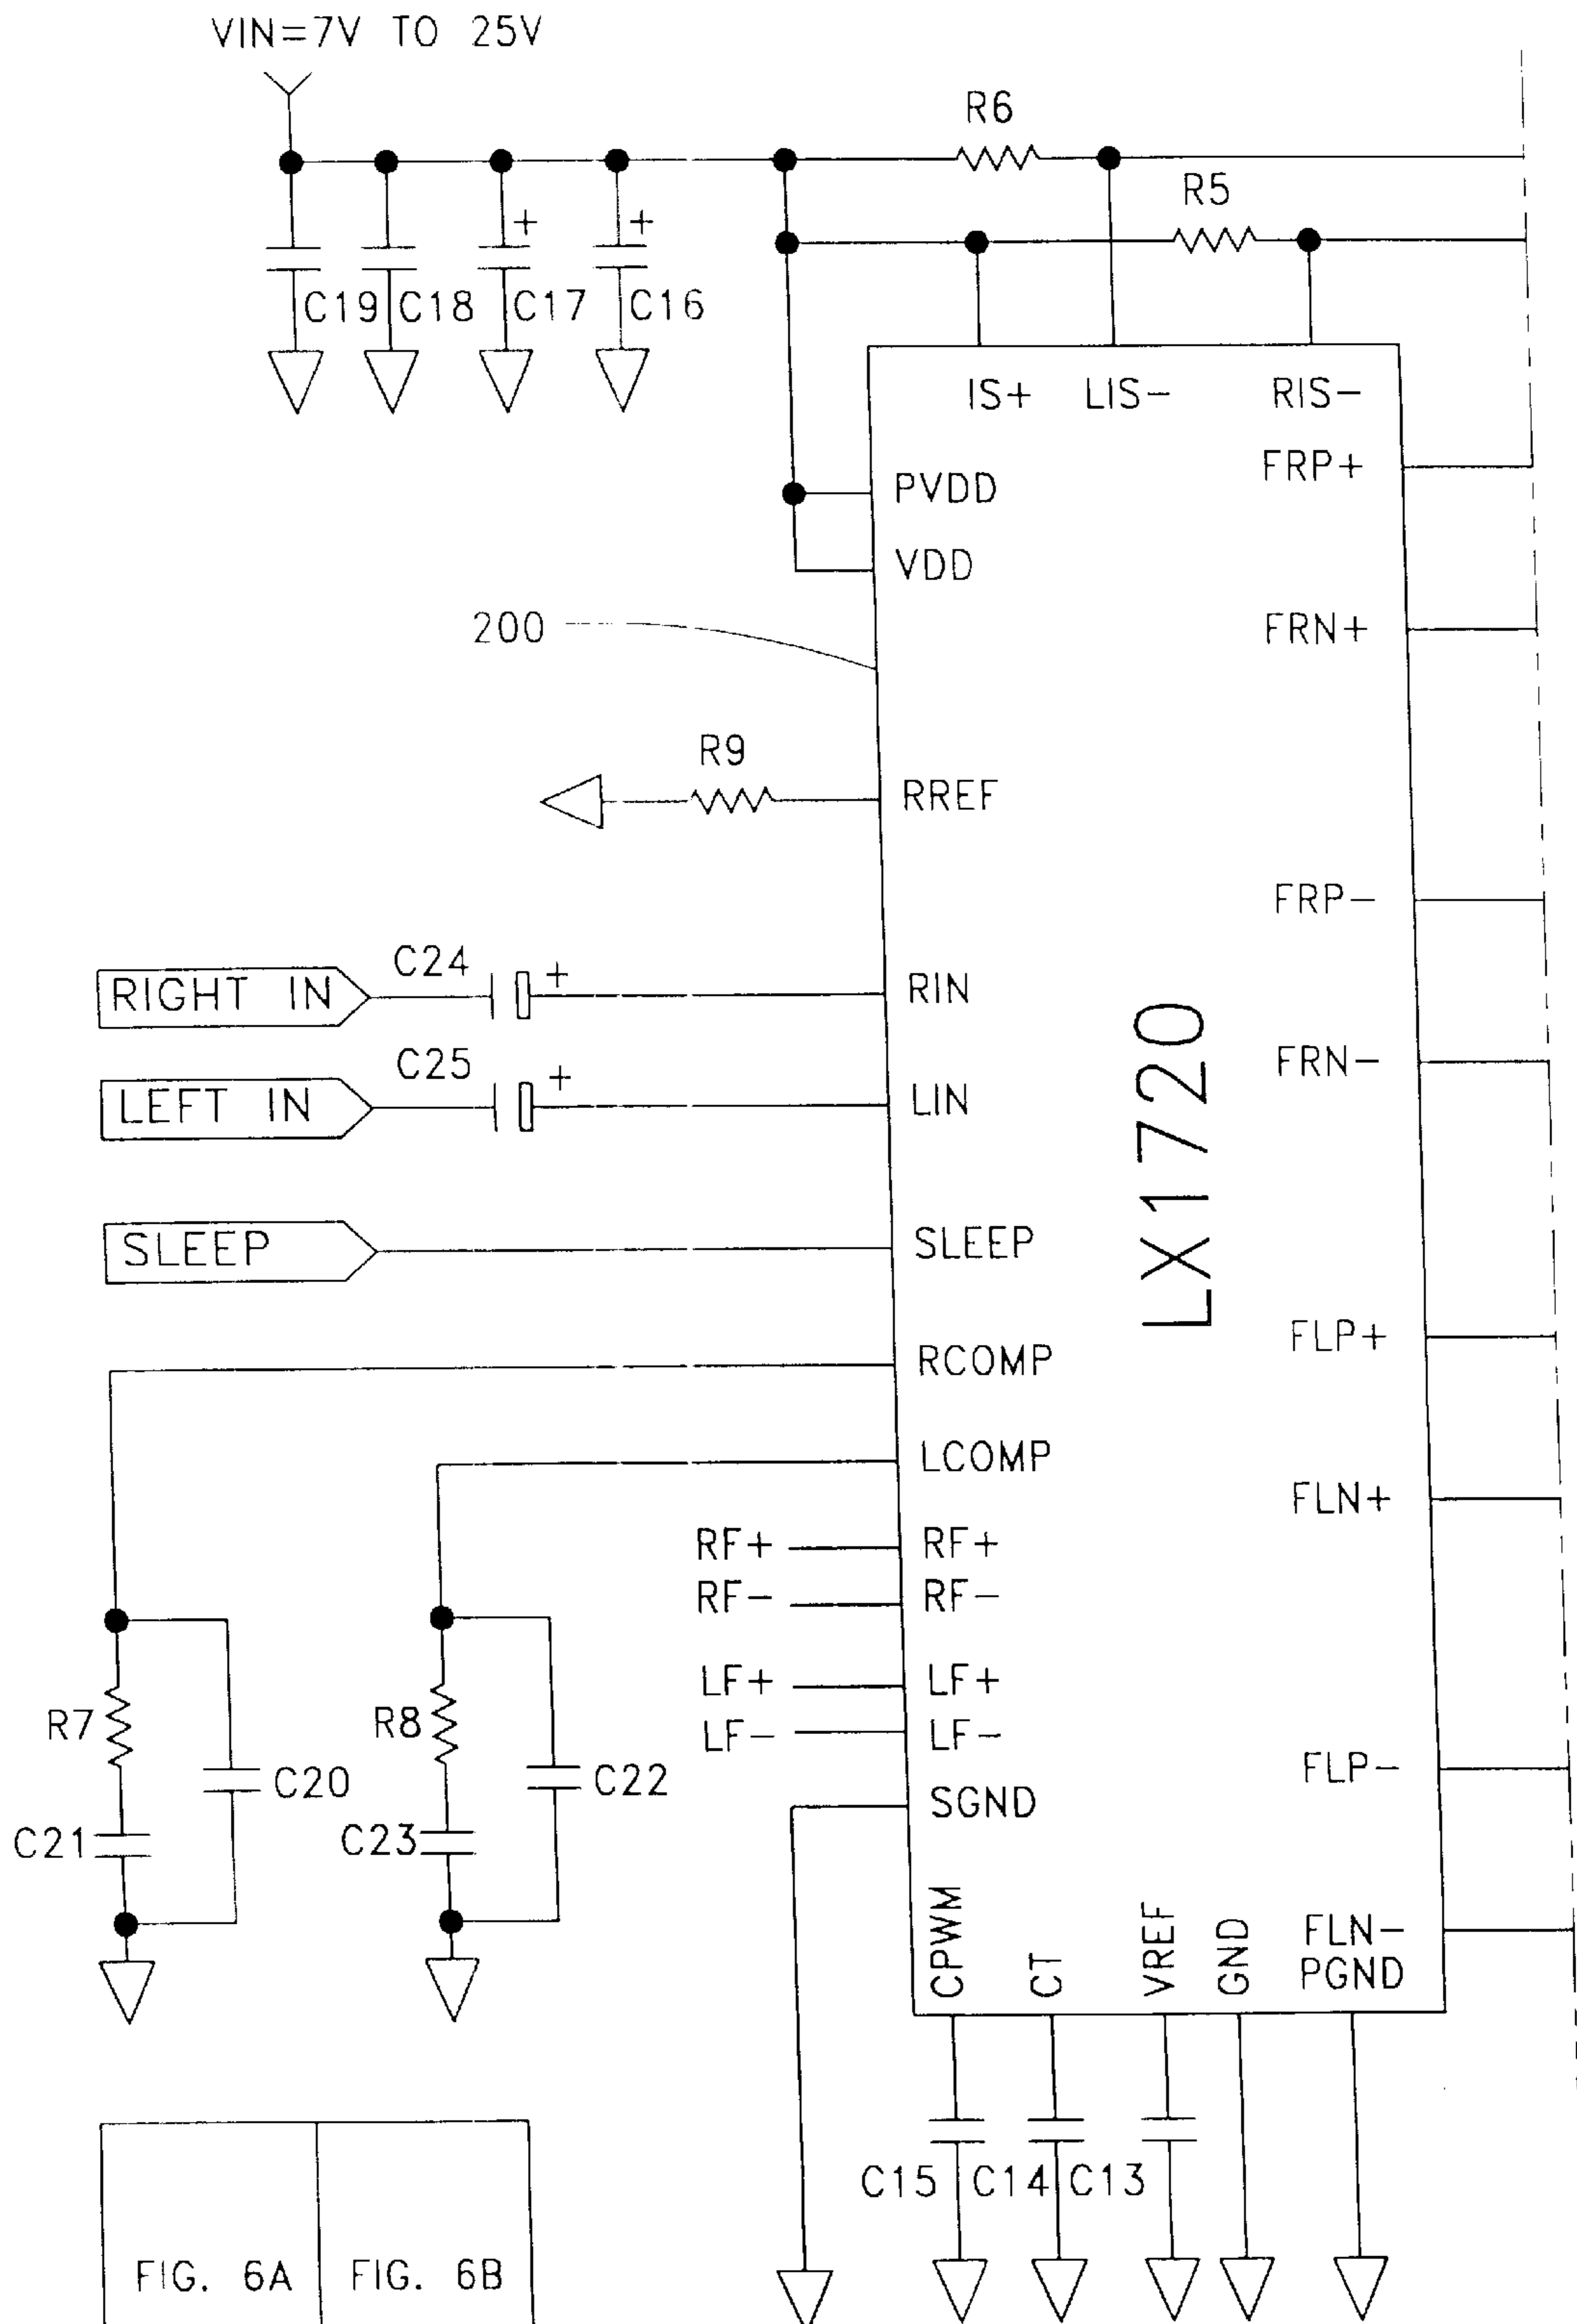 VIN=7V TO 25V
R6
R5
C19
C18
C17
C16
+
+
IS+
LIS-
RIS-
PVDD
FRP+
VDD
200
FRN+
R9
RREF
FRP-
C24
+
RIGHT IN
RIN
C25
+
LEFT IN
LIN
FRN-
LX1720
SLEEP
SLEEP
FLP+
RCOMP
LCOMP
FLN+
RF+
RF+
RF-
RF-
LF+
LF+
LF-
LF-
R7
R8
C20
C22
FLP-
SGND
C21
C23
CPWM
CT
VREF
GND
FLN-
PGND
C15
C14
C13
FIG. 6A
FIG. 6B